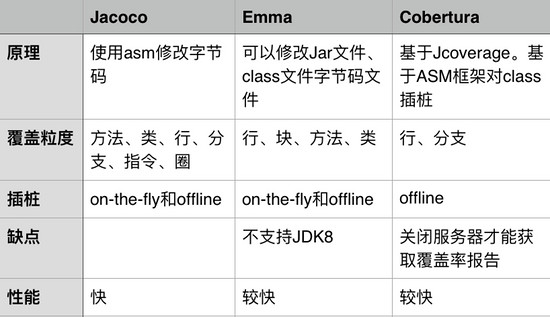 Jacoco Emma Cobertura
原理 使用asm修改字节码 可以修改Jar文件、class文件字节码文件 基于Jcoverage。基于ASM框架对class插桩
覆盖粒度 方法、类、行、分支、指令、圈 行、块、方法、类 行、分支
插桩 on-the-fly和offline on-the-fly和offline offline
缺点 不支持JDK8 关闭服务器才能获取覆盖率报告
性能 快 较快 较快